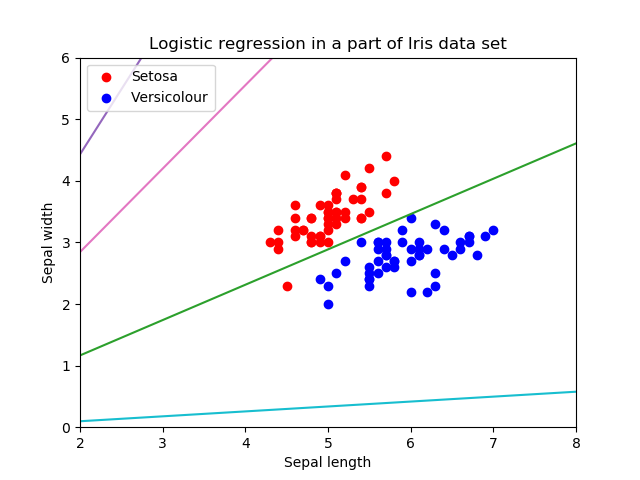 Logistic regression in a part of Iris data set
Setosa
Versicolour
6
5
4
3
2
1
0
Sepal width
2 3 4 5 6 7 8
Sepal length